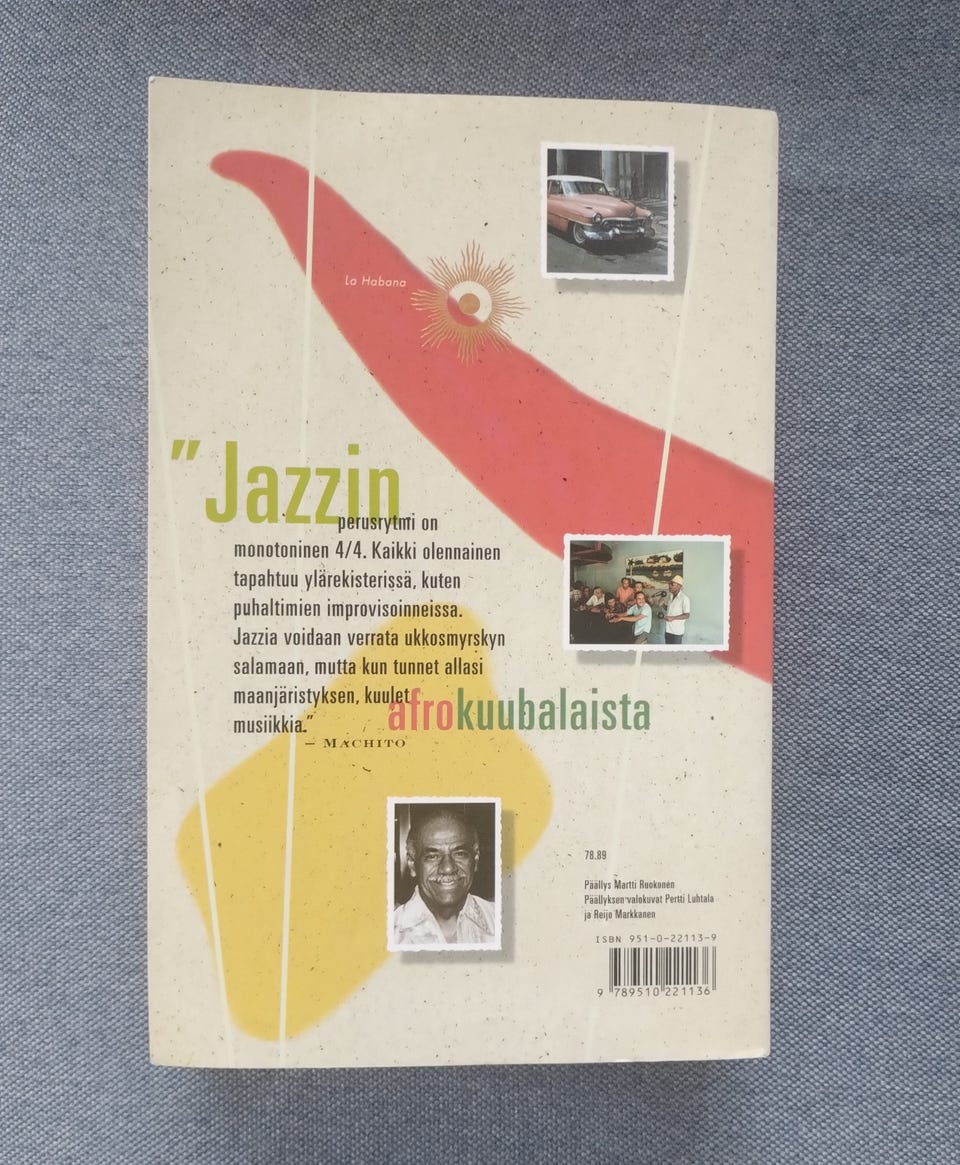 La Habana
"Jazzin
perusrytmi on
monotoninen 4/4. Kaikki olennainen
tapahtuu ylärekisterissä, kuten
puhaltimien improvisoinneissa.
Jazzia voidaan verrata ukkosmyrskyn
salamaan, mutta kun tunnet allasi
maanjäristyksen, kuulet afrokuubalaista
musiikkia."
– MACHITO
78.89
Päällys Martti Ruokonen
Päällyksen valokuvat Pertti Luhtala
ja Reijo Markkanen
ISBN 951-0-22113-9
9 789510 221136